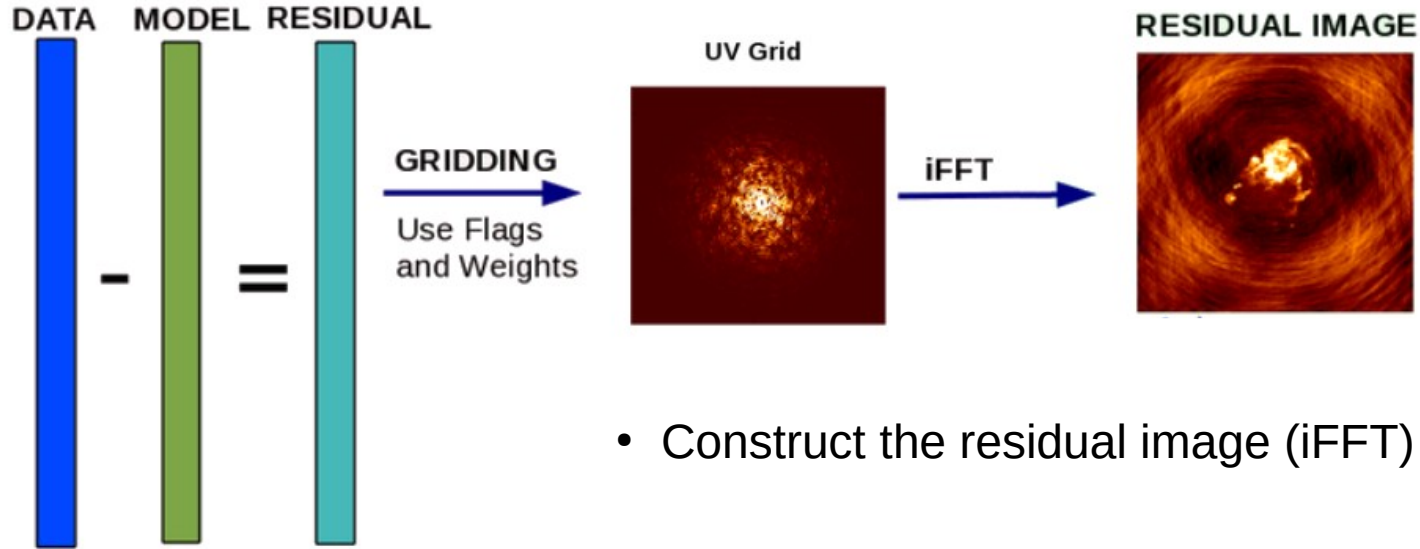 DATA MODEL RESIDUAL
-
=
GRIDDING
Use Flags
and Weights
UV Grid
iFFT
RESIDUAL IMAGE
• Construct the residual image (iFFT)